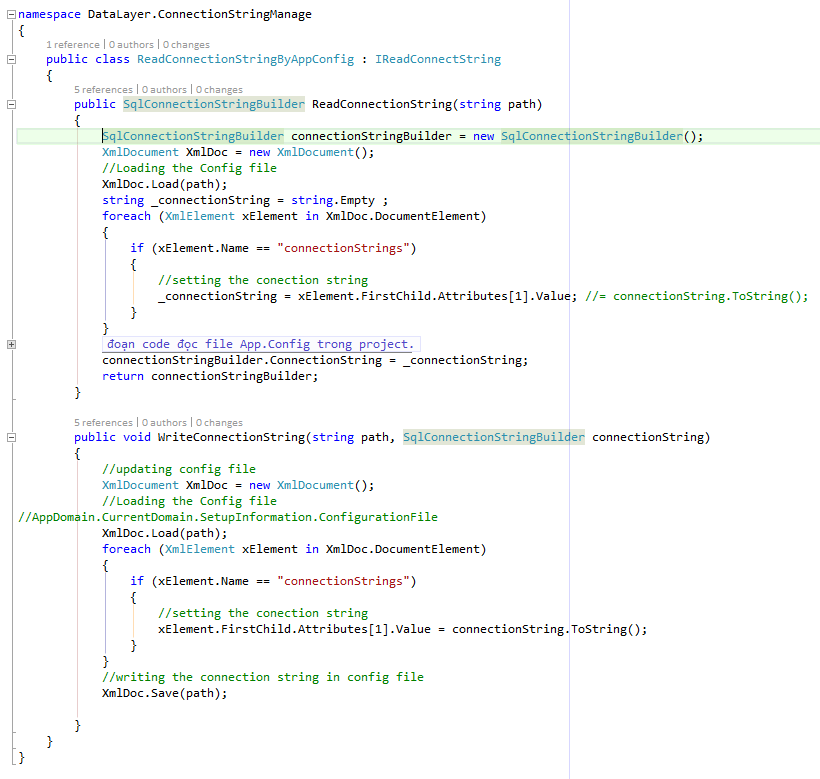 namespace DataLayer.ConnectionStringManage
{
1 reference | 0 authors | 0 changes
public class ReadConnectionStringByAppConfig : IReadConnectString
{
5 references | 0 authors | 0 changes
public SqlConnectionStringBuilder ReadConnectionString(string path)
{
SqlConnectionStringBuilder connectionStringBuilder = new SqlConnectionStringBuilder();
XmlDocument XmlDoc = new XmlDocument();
//Loading the Config file
XmlDoc.Load(path);
string _connectionString = string.Empty ;
foreach (XmlElement xElement in XmlDoc.DocumentElement)
{
if (xElement.Name == "connectionStrings")
{
//setting the conection string
_connectionString = xElement.FirstChild.Attributes[1].Value; //= connectionString.ToString();
}
}
đoạn code đọc file App.Config trong project.
connectionStringBuilder.ConnectionString = _connectionString;
return connectionStringBuilder;
}
5 references | 0 authors | 0 changes
public void WriteConnectionString(string path, SqlConnectionStringBuilder connectionString)
{
//updating config file
XmlDocument XmlDoc = new XmlDocument();
//Loading the Config file
//AppDomain.CurrentDomain.SetupInformation.ConfigurationFile
XmlDoc.Load(path);
foreach (XmlElement xElement in XmlDoc.DocumentElement)
{
if (xElement.Name == "connectionStrings")
{
//setting the conection string
xElement.FirstChild.Attributes[1].Value = connectionString.ToString();
}
}
//writing the connection string in config file
XmlDoc.Save(path);
}
}
}